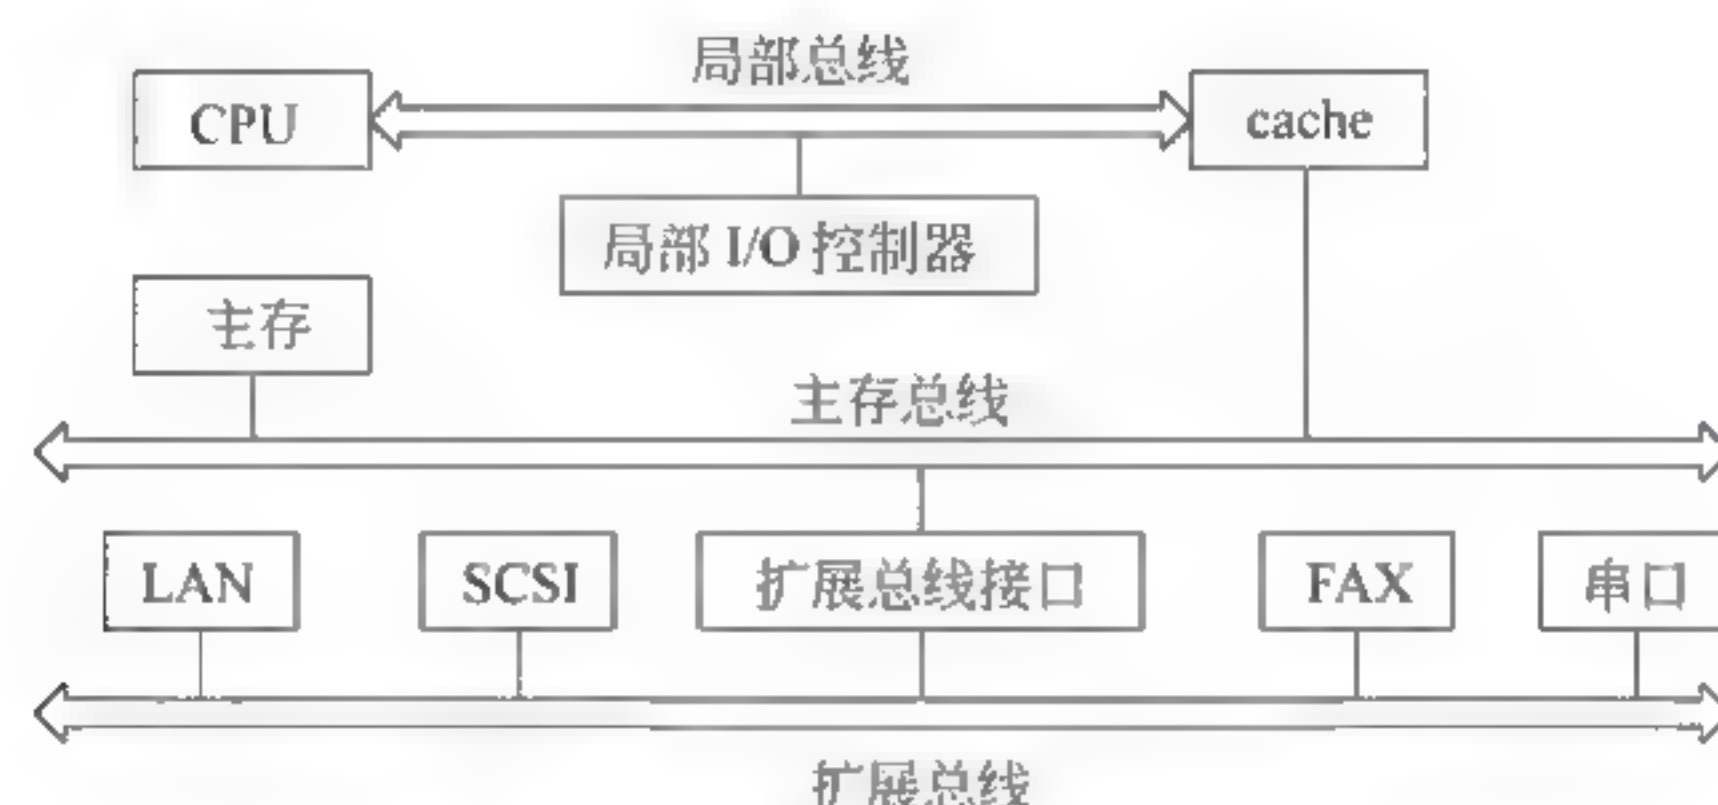 局部总线
CPU
cache
局部 I/O 控制器
主存
主存总线
LAN
SCSI
扩展总线接口
FAX
串口
扩展总线